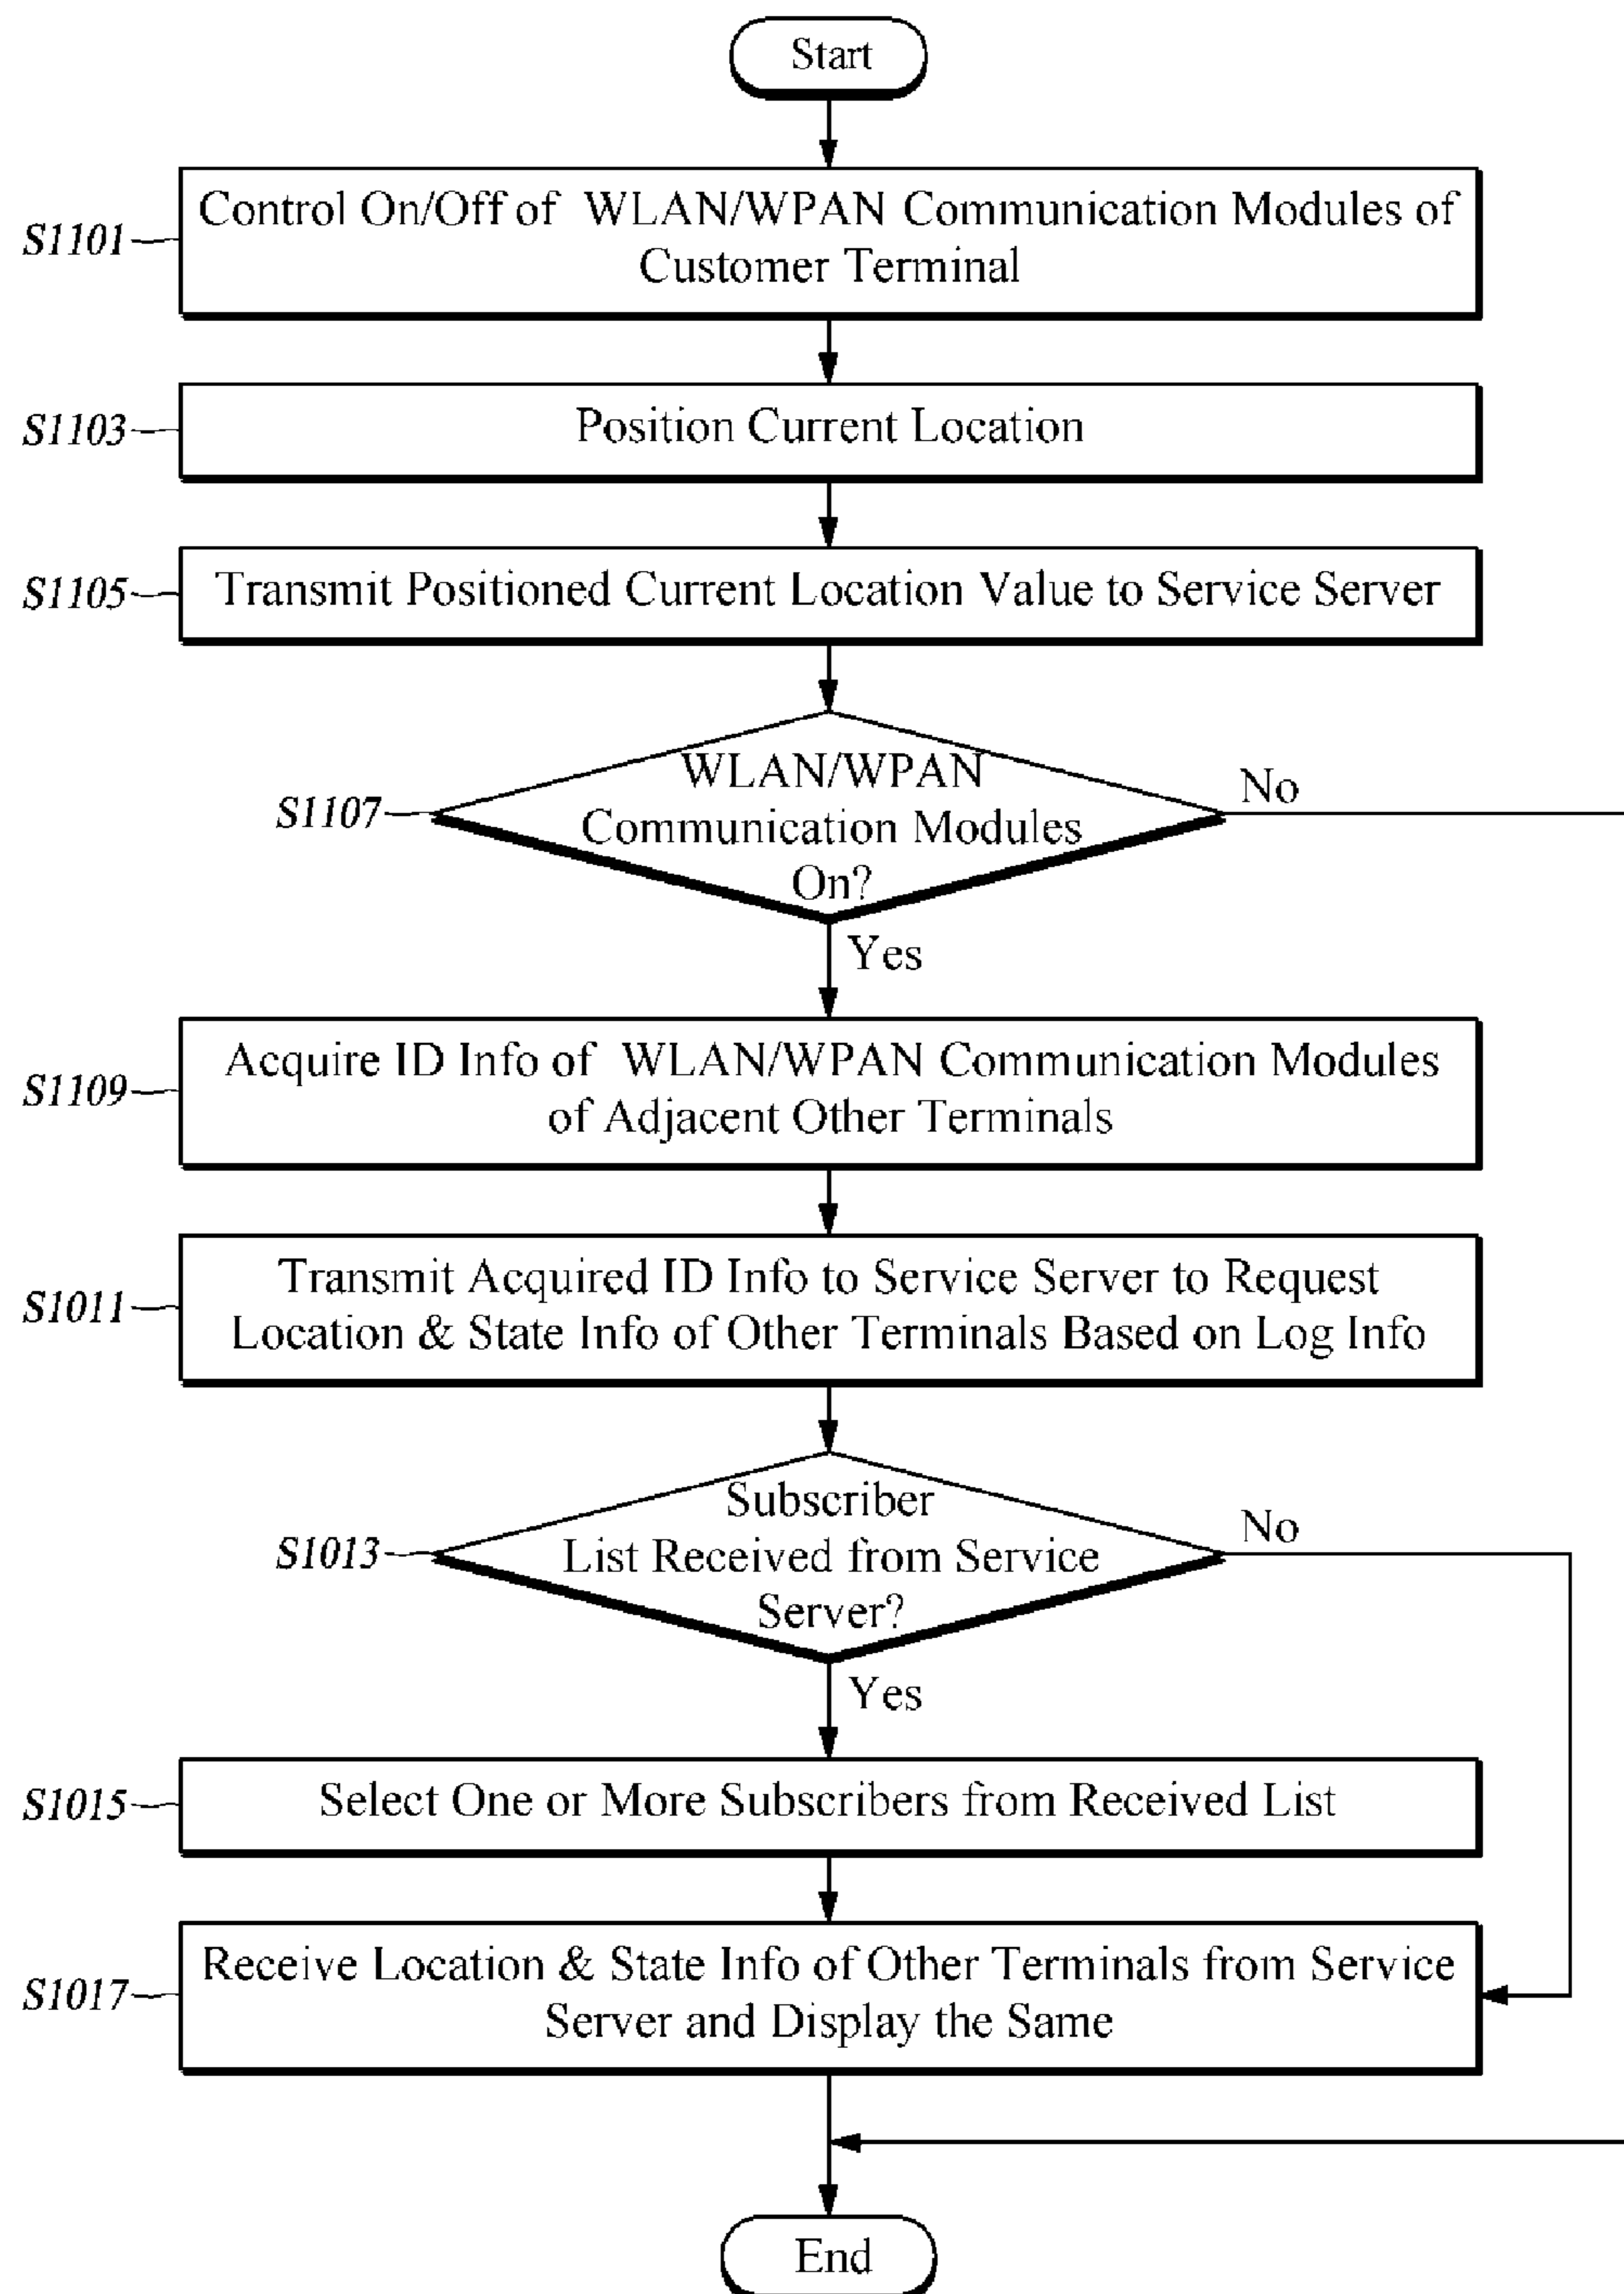 Start
S1101
Control On/Off of WLAN/WPAN Communication Modules of
Customer Terminal
S1103
Position Current Location
S1105
Transmit Positioned Current Location Value to Service Server
S1107
WLAN/WPAN
Communication Modules
On?
No
Yes
S1109
Acquire ID Info of WLAN/WPAN Communication Modules
of Adjacent Other Terminals
S1011
Transmit Acquired ID Info to Service Server to Request
Location & State Info of Other Terminals Based on Log Info
S1013
Subscriber
List Received from Service
Server?
No
Yes
S1015
Select One or More Subscribers from Received List
S1017
Receive Location & State Info of Other Terminals from Service
Server and Display the Same
End